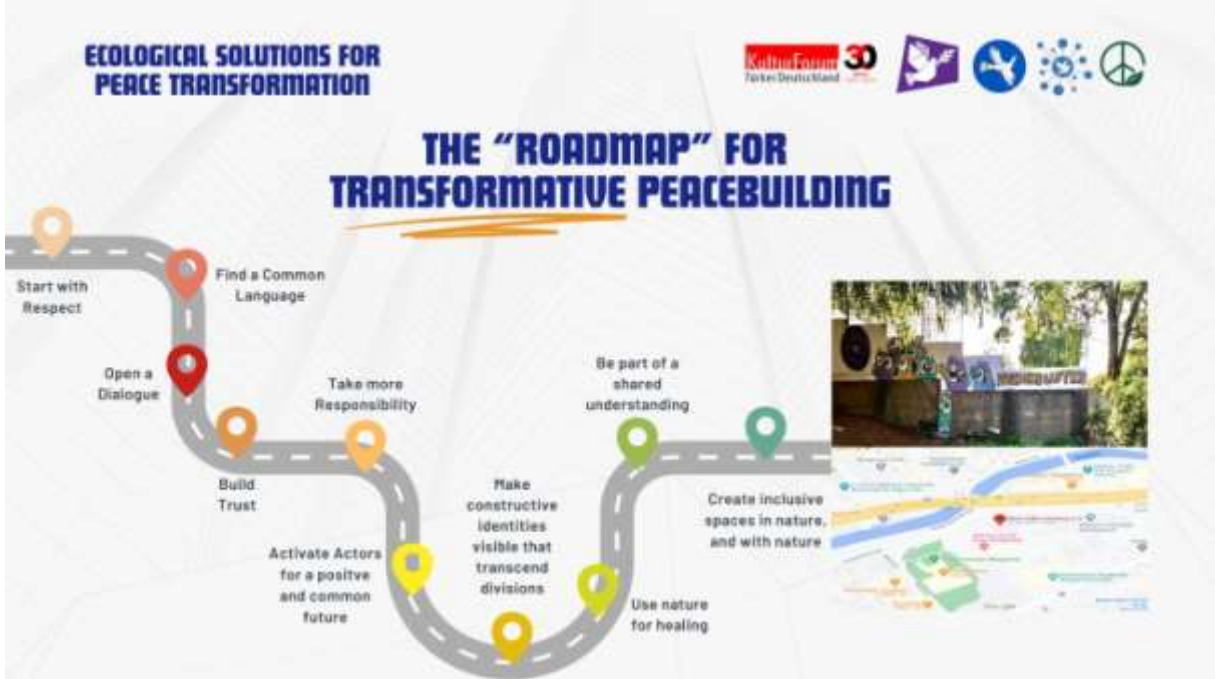 ECOLOGICAL SOLUTIONS FOR
PEACE TRANSFORMATION
KulturForum
TürkeiDeutschland
30
THE “ROADMAP” FOR
TRANSFORMATIVE PEACEBUILDING
Start with
Respect
Find a Common
Language
Open a
Dialogue
Build
Trust
Take more
Responsibility
Activate Actors
for a positve
and common
future
Make
constructive
identities
visible that
transcend
divisions
Use nature
for healing
Be part of a
shared
understanding
Create inclusive
spaces in nature,
and with nature